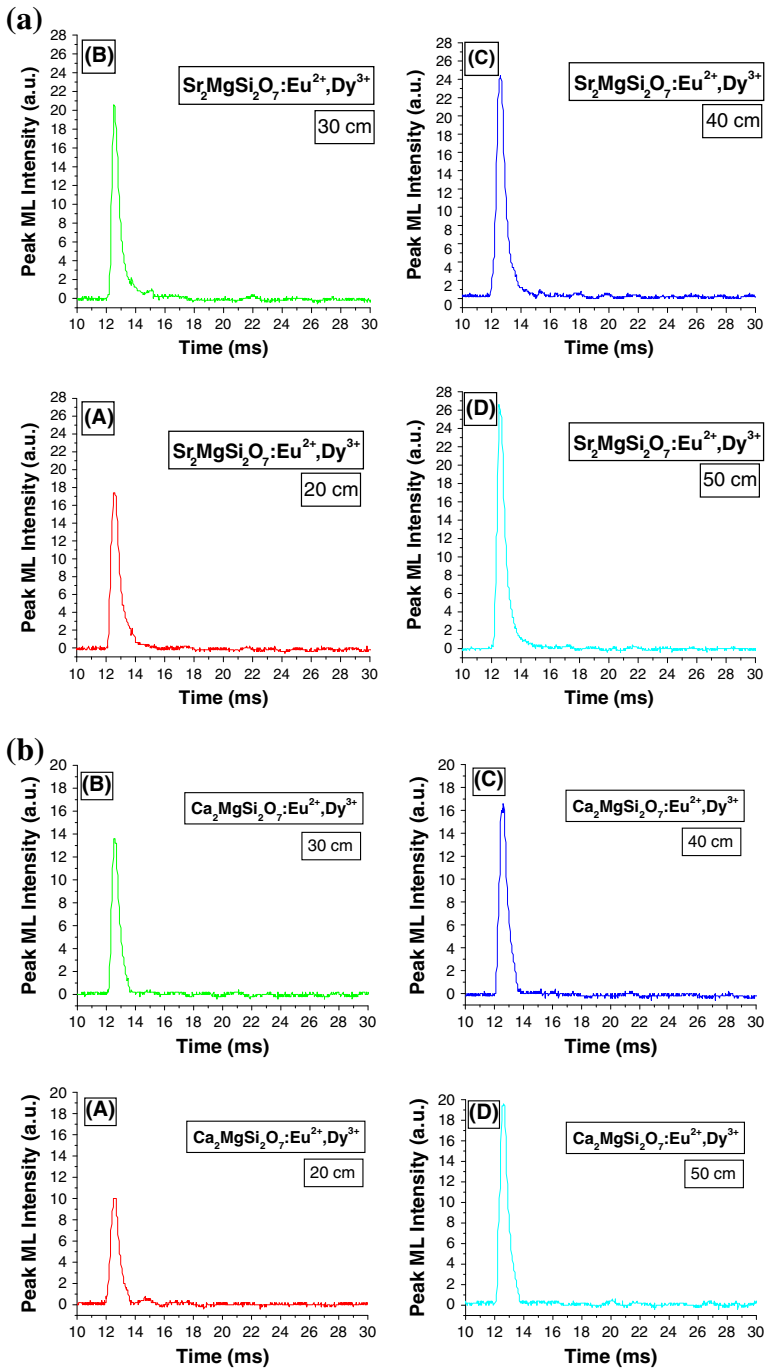 (a)
(B)
Sr₂MgSi₂O₇:Eu²⁺,Dy³⁺
30 cm
Peak ML Intensity (a.u.)
28
26
24
22
20
18
16
14
12
10
8
6
4
2
0
10 12 14 16 18 20 22 24 26 28 30
Time (ms)
(C)
Sr₂MgSi₂O₇:Eu²⁺,Dy³⁺
40 cm
Peak ML Intensity (a.u.)
28
26
24
22
20
18
16
14
12
10
8
6
4
2
0
10 12 14 16 18 20 22 24 26 28 30
Time (ms)
(A)
Sr₂MgSi₂O₇:Eu²⁺,Dy³⁺
20 cm
Peak ML Intensity (a.u.)
28
26
24
22
20
18
16
14
12
10
8
6
4
2
0
10 12 14 16 18 20 22 24 26 28 30
Time (ms)
(D)
Sr₂MgSi₂O₇:Eu²⁺,Dy³⁺
50 cm
Peak ML Intensity (a.u.)
28
26
24
22
20
18
16
14
12
10
8
6
4
2
0
10 12 14 16 18 20 22 24 26 28 30
Time (ms)
(b)
(B)
Ca₂MgSi₂O₇:Eu²⁺,Dy³⁺
30 cm
Peak ML Intensity (a.u.)
20
18
16
14
12
10
8
6
4
2
0
10 12 14 16 18 20 22 24 26 28 30
Time (ms)
(C)
Ca₂MgSi₂O₇:Eu²⁺,Dy³⁺
40 cm
Peak ML Intensity (a.u.)
20
18
16
14
12
10
8
6
4
2
0
10 12 14 16 18 20 22 24 26 28 30
Time (ms)
(A)
Ca₂MgSi₂O₇:Eu²⁺,Dy³⁺
20 cm
Peak ML Intensity (a.u.)
20
18
16
14
12
10
8
6
4
2
0
10 12 14 16 18 20 22 24 26 28 30
Time (ms)
(D)
Ca₂MgSi₂O₇:Eu²⁺,Dy³⁺
50 cm
Peak ML Intensity (a.u.)
20
18
16
14
12
10
8
6
4
2
0
10 12 14 16 18 20 22 24 26 28 30
Time (ms)